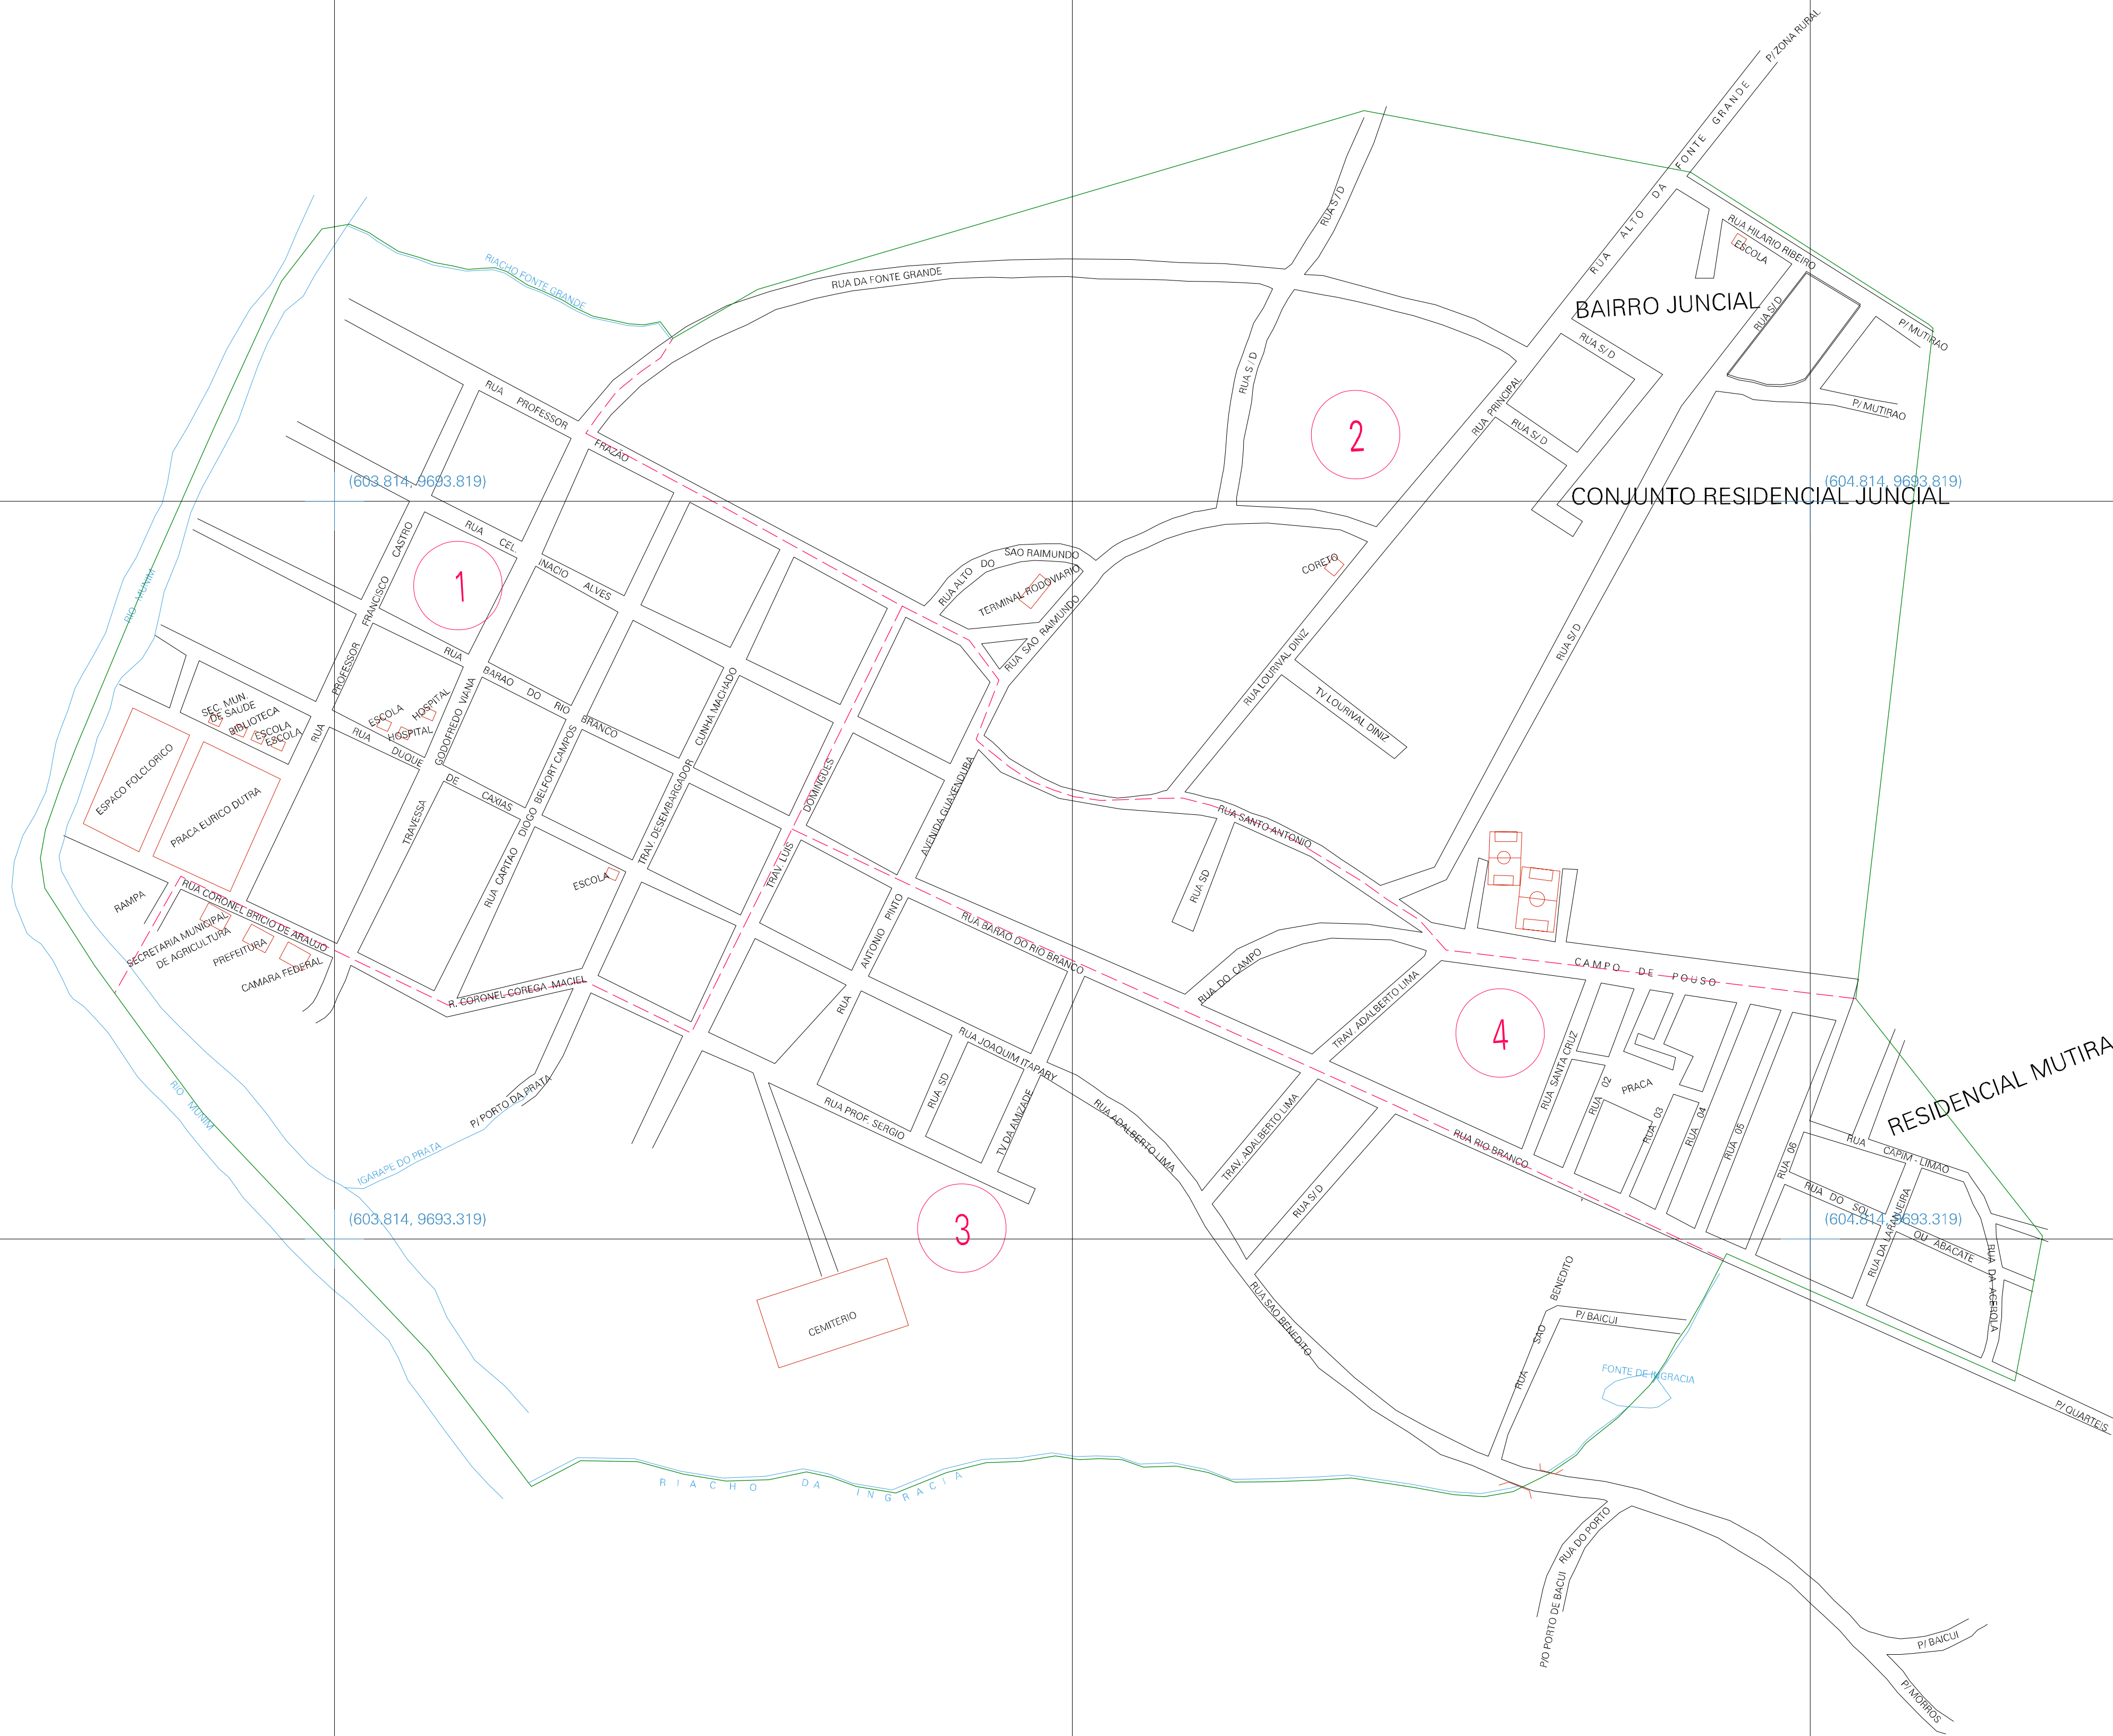 P/ ZONA RURAL
RUA ALTO DA FONTE GRANDE
RUA S / D
RUA HILARIO RIBEIRO
ESCOLA
RIACHO FONTE GRANDE
RUA DA FONTE GRANDE
BAIRRO JUNCIAL
RUA S/ D
P/ MUTIRAO
RUA S/ D
RUA S / D
P/ MUTIRAO
RUA PROFESSOR FRAZÃO
RUA PRINCIPAL
RUA S/ D
2
(603.814, 9693.819)
(604.814, 9693.819)
CONJUNTO RESIDENCIAL JUNCIAL
RUA CEL. INACIO ALVES
RUA PROFESSOR FRANCISCO CASTRO
1
RUA ALTO DO SAO RAIMUNDO
TERMINAL RODOVIARIO
CORETO
RIO MUNIM
RUA SAO RAIMUNDO
RUA S/ D
RUA BARAO DO RIO BRANCO
RUA LOURIVAL DINIZ
TV LOURIVAL DINIZ
SEC. MUN.
DE SAUDE
BIBLIOTECA
ESCOLA
ESCOLA
ESCOLA
HOSPITAL
HOSPITAL
RUA DUQUE DE CAXIAS
TRAVESSA GODOFREDO VIANA
RUA CAPITAO DIOGO BELFORT CAMPOS
TRAV. DESEMBARGADOR CUNHA MACHADO
TRAV. LUIS DOMINGUES
AVENIDA GUAXENDUBA
ESPACO FOLCLORICO
PRACA EURICO DUTRA
RUA SANTO ANTONIO
RUA SD
ESCOLA
RAMPA
RUA CORONEL BRICIO DE ARAUJO
SECRETARIA MUNICIPAL
DE AGRICULTURA
PREFEITURA
CAMARA FEDERAL
RUA ANTONIO PINTO
RUA BARAO DO RIO BRANCO
RUA DO CAMPO
CAMPO DE POUSO
R. CORONEL COREGA MACIEL
TRAV. ADALBERTO LIMA
4
RUA JOAQUIM ITAPARY
RUA SANTA CRUZ
RUA 02
PRACA
RUA 03
RUA 04
RUA 05
RUA 06
RESIDENCIAL MUTIRA
RIO MUNIM
P/ PORTO DA PRATA
IGARAPE DO PRATA
RUA PROF. SERGIO
RUA SD
TV DA AMIZADE
RUA ADALBERTO LIMA
TRAV. ADALBERTO LIMA
RUA S/ D
RUA RIO BRANCO
RUA CAPIM - LIMAO
RUA DO SOL OU ABACATE
RUA DA LARANJEIRA
RUA DA ACEROLA
(603.814, 9693.319)
(604.814, 9693.319)
3
CEMITERIO
RUA SAO BENEDITO
RUA SAO BENEDITO
P/ BAICUI
FONTE DE INGRACIA
P/ QUARTEIS
RIACHO DA INGRACIA
RUA DO PORTO
P/O PORTO DE BACUI
P/ BAICUI
P/ MORROS